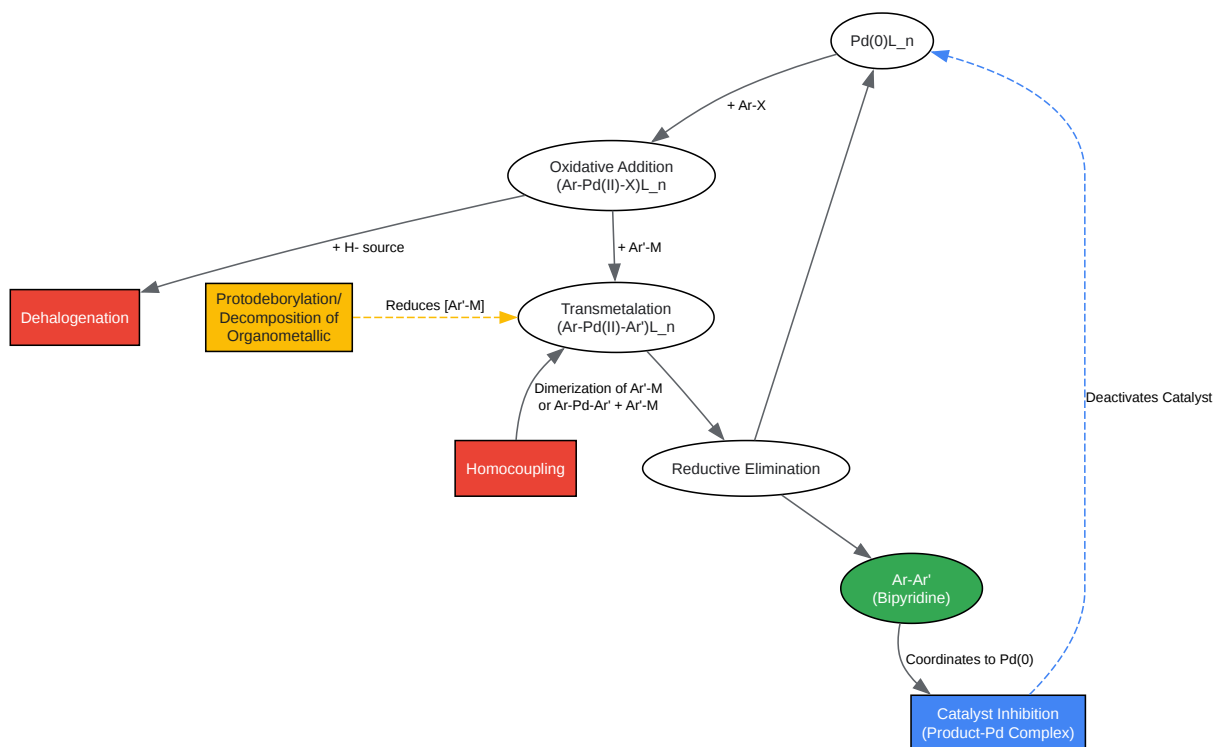 Pd(0)L_n
+ Ar-X
Oxidative Addition
(Ar-Pd(II)-X)L_n
+ H- source
+ Ar'-M
Dehalogenation
Protodeborylation/
Decomposition of
Organometallic
Reduces [Ar'-M]
Transmetalation
(Ar-Pd(II)-Ar')L_n
Dimerization of Ar'-M
or Ar-Pd-Ar' + Ar'-M
Deactivates Catalyst
Homocoupling
Reductive Elimination
Ar-Ar'
(Bipyridine)
Coordinates to Pd(0)
Catalyst Inhibition
(Product-Pd Complex)